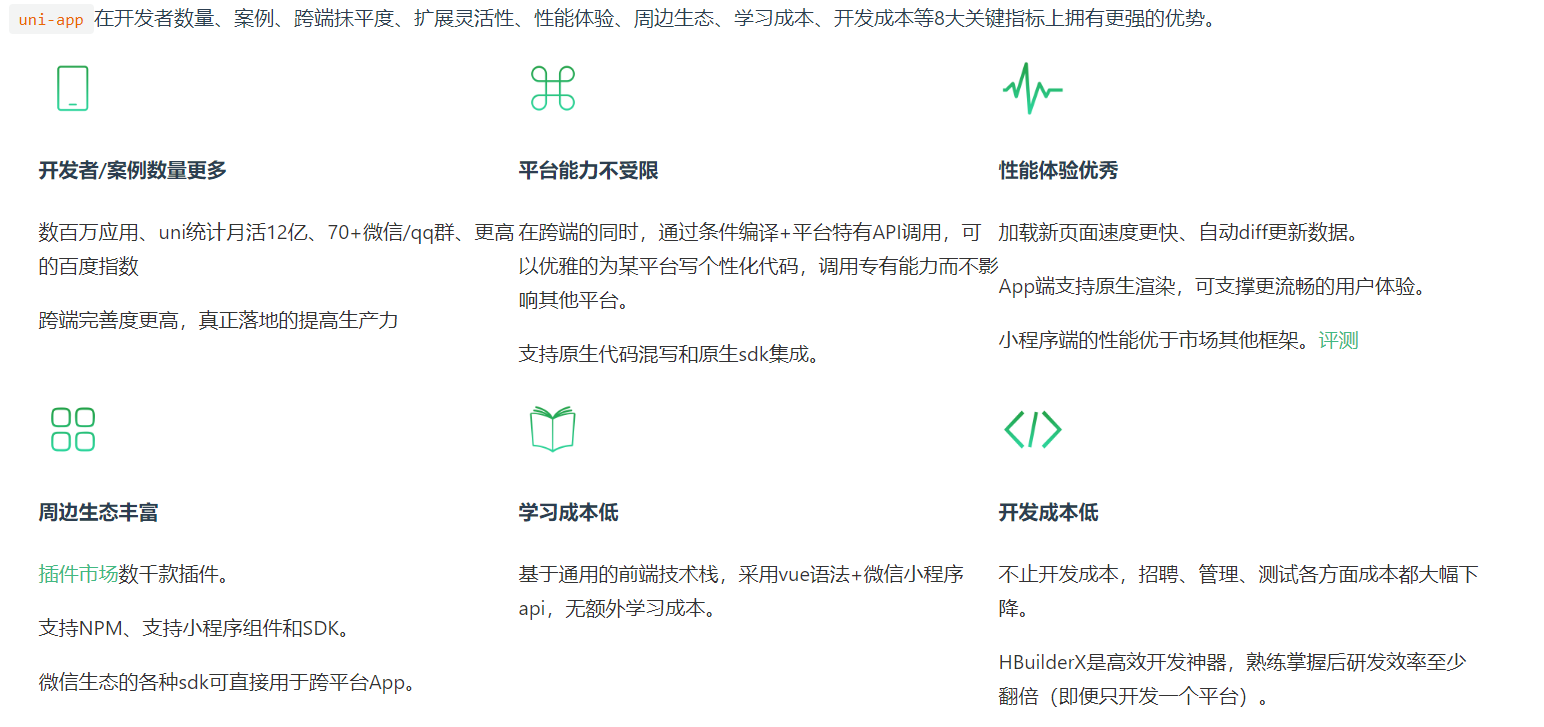 uni-app 在开发者数量、案例、跨端抹平度、扩展灵活性、性能体验、周边生态、学习成本、开发成本等8大关键指标上拥有更强的优势。
开发者/案例数量更多
数百万应用、uni统计月活12亿、70+微信/qq群、更高
的百度指数
跨端完善度更高，真正落地的提高生产力
平台能力不受限
在跨端的同时，通过条件编译+平台特有API调用，可
以优雅的为某平台写个性化代码，调用专有能力而不影
响其他平台。
支持原生代码混写和原生sdk集成。
性能体验优秀
加载新页面速度更快、自动diff更新数据。
App端支持原生渲染，可支撑更流畅的用户体验。
小程序端的性能优于市场其他框架。评测
周边生态丰富
插件市场数千款插件。
支持NPM、支持小程序组件和SDK。
微信生态的各种sdk可直接用于跨平台App。
学习成本低
基于通用的前端技术栈，采用vue语法+微信小程序
api，无额外学习成本。
开发成本低
不止开发成本，招聘、管理、测试各方面成本都大幅下
降。
HBuilderX是高效开发神器，熟练掌握后研发效率至少
翻倍（即便只开发一个平台）。